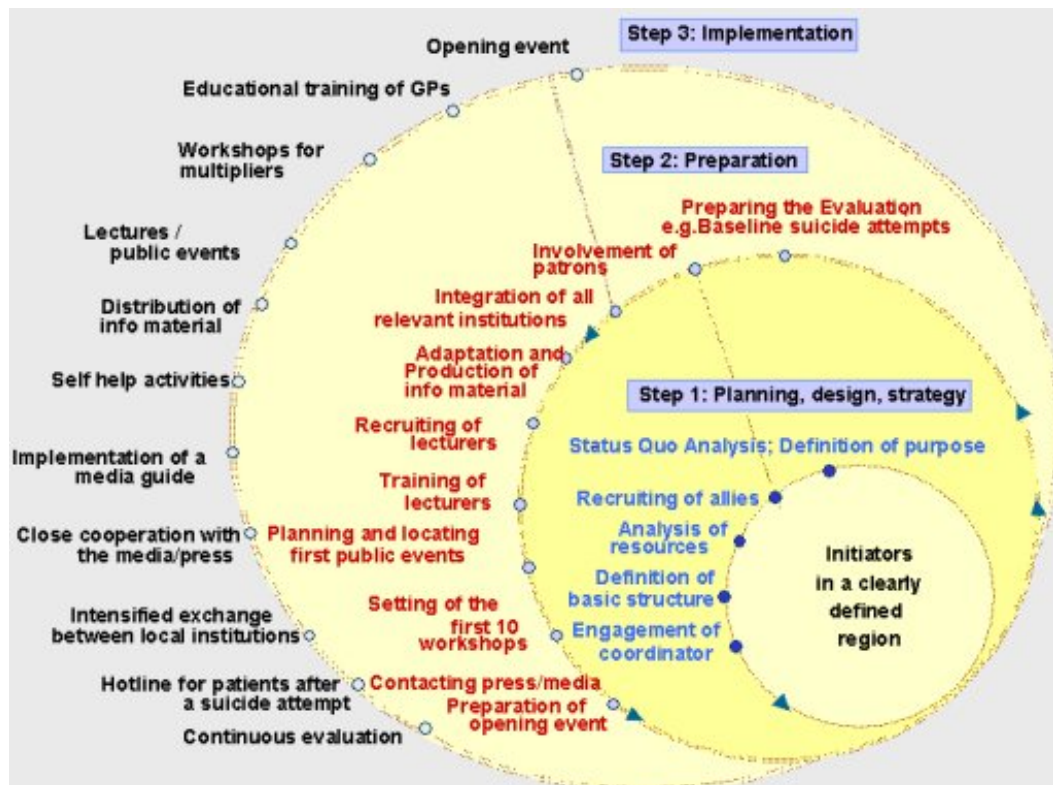 Step 3: Implementation
Opening event
Educational training of GPs
Workshops for
multipliers
Lectures /
public events
Distribution of
info material
Self help activities
Implementation of a
media guide
Close cooperation with
the media/press
Intensified exchange
between local institutions
Hotline for patients after
a suicide attempt
Continuous evaluation
Step 2: Preparation
Preparing the Evaluation
e.g.Baseline suicide attempts
Involvement of
patrons
Integration of all
relevant institutions
Adaptation and
Production of
info material
Recruiting of
lecturers
Training of
lecturers
Planning and locating
first public events
Setting of the
first 10
workshops
Contacting press/media
Preparation of
opening event
Step 1: Planning, design, strategy
Status Quo Analysis; Definition of purpose
Recruiting of allies
Analysis of
resources
Definition of
basic structure
Engagement of
coordinator
Initiators
in a clearly
defined
region